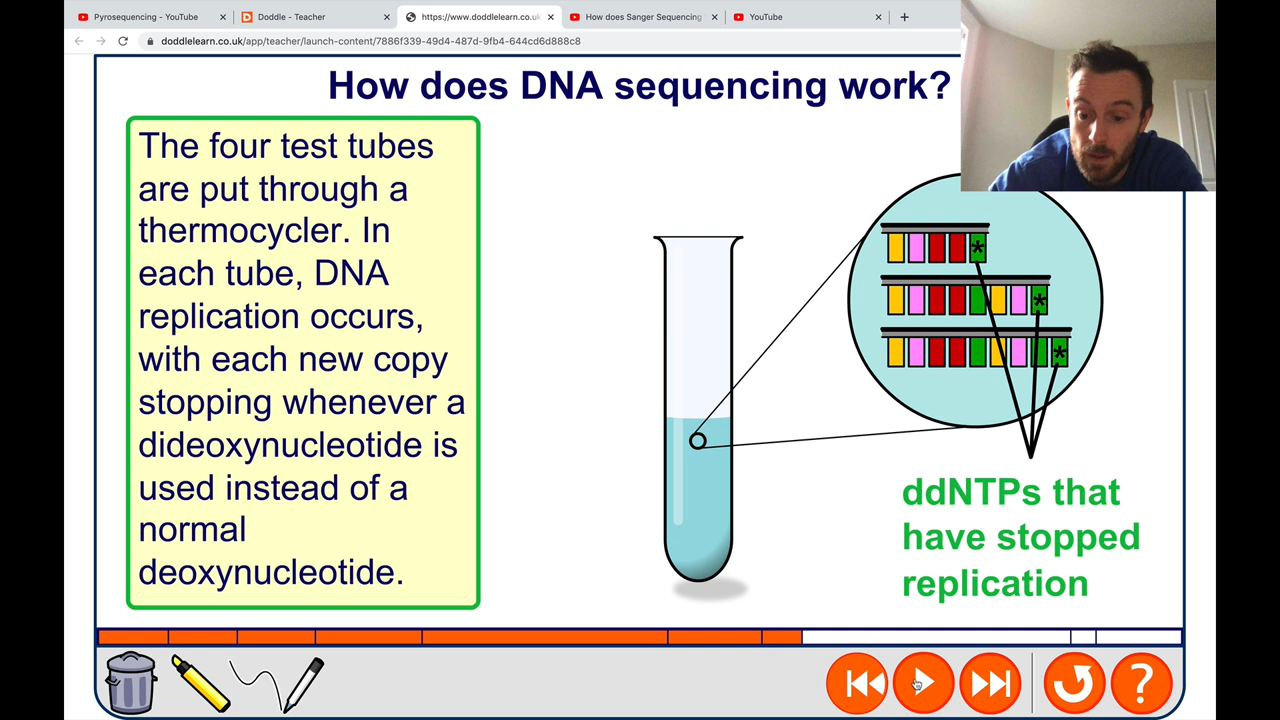 Pyrosequencing - YouTube
Doddle - Teacher
https://www.doddlelearn.co.uk
How does Sanger Sequencing
YouTube
doddlelearn.co.uk/app/teacher/launch-content/7886f339-49d4-487d-9fb4-644cd6d888c8
How does DNA sequencing work?
The four test tubes
are put through a
thermocycler. In
each tube, DNA
replication occurs,
with each new copy
stopping whenever a
dideoxynucleotide is
used instead of a
normal
deoxynucleotide.
*
*
*
ddNTPs that
have stopped
replication
?